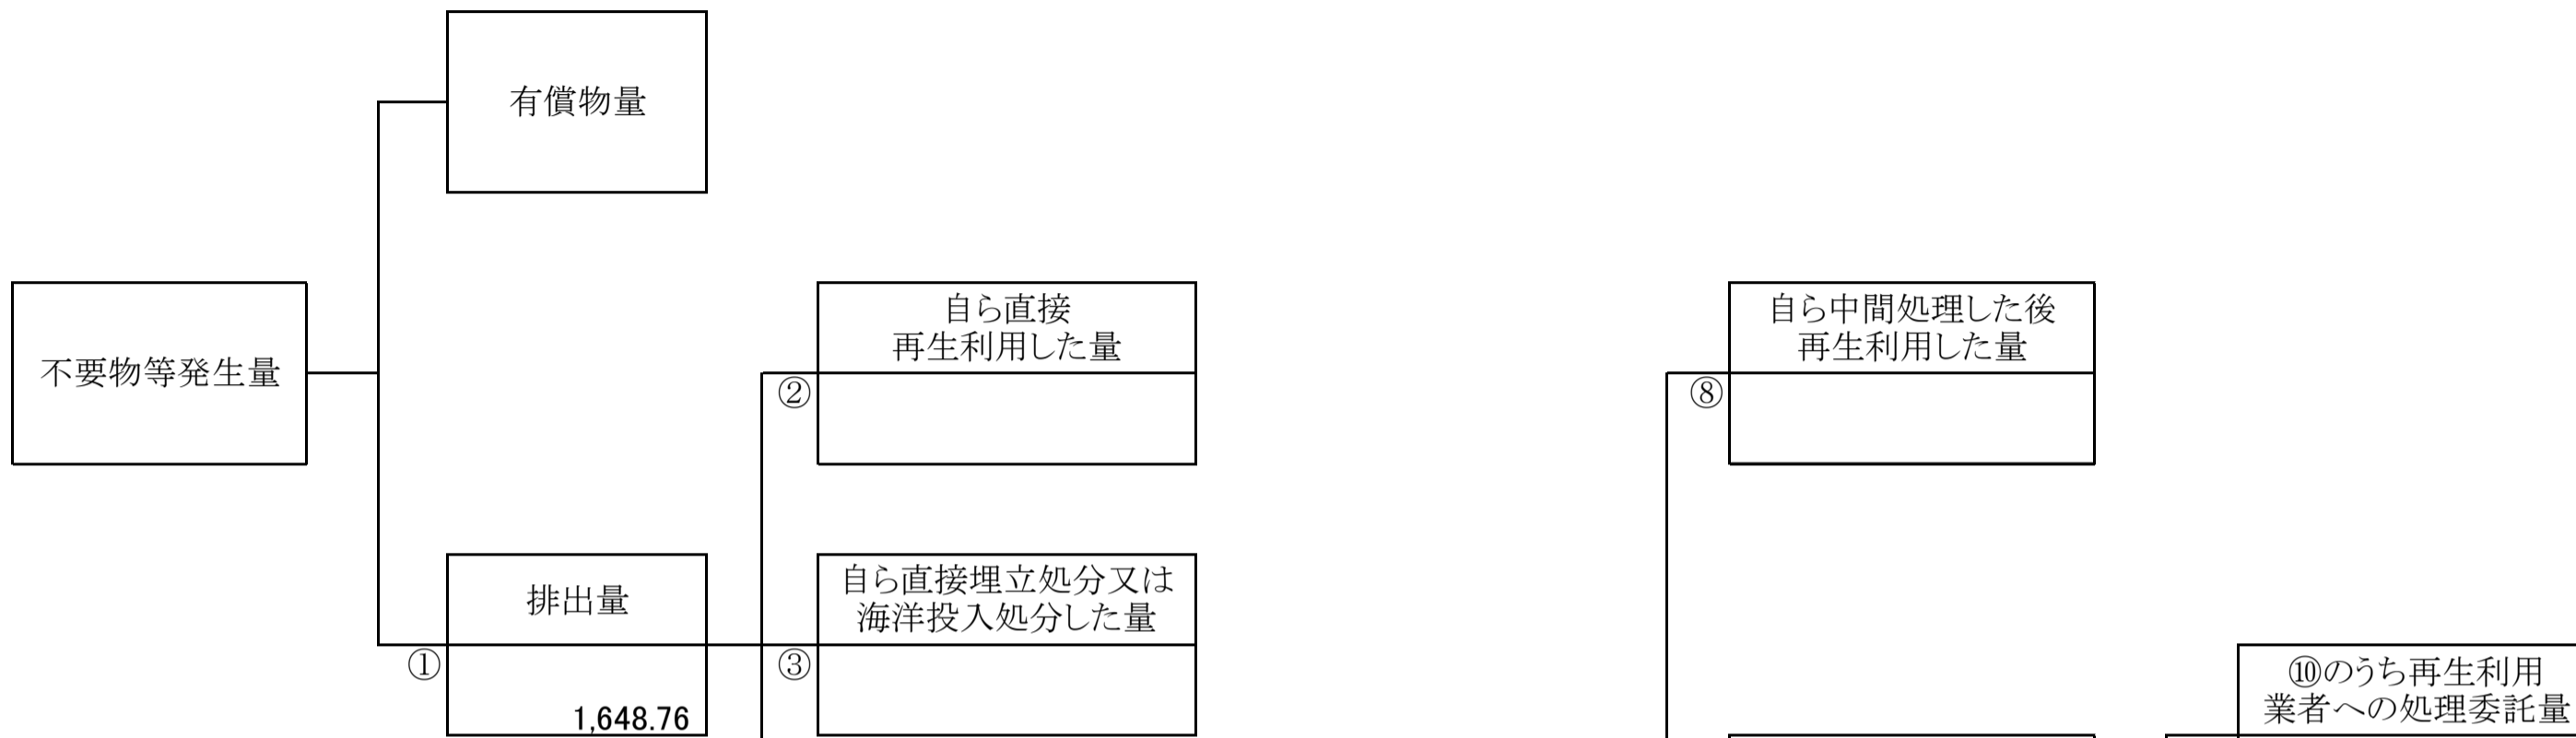 有償物量
不要物等発生量
自ら直接
再生利用した量
②
自ら中間処理した後
再生利用した量
⑧
排出量
①
1,648.76
自ら直接埋立処分又は
海洋投入処分した量
③
⑩のうち再生利用
業者への処理委託量